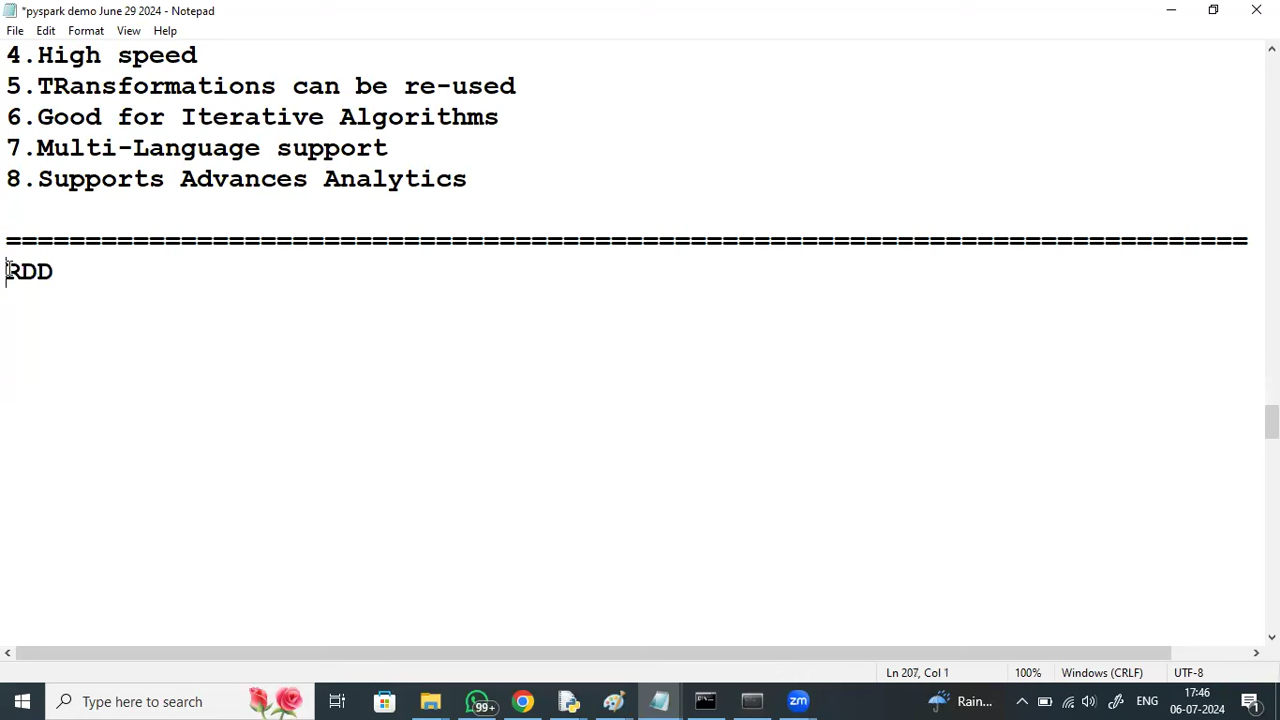 *pyspark demo June 29 2024 - Notepad
File Edit Format View Help
4.High speed
5.TRansformations can be re-used
6.Good for Iterative Algorithms
7.Multi-Language support
8.Supports Advances Analytics
==============================================================================
RDD
Ln 207, Col 1 100% Windows (CRLF) UTF-8
Type here to search 99+ zm Rain... ENG 17:46
06-07-2024 1